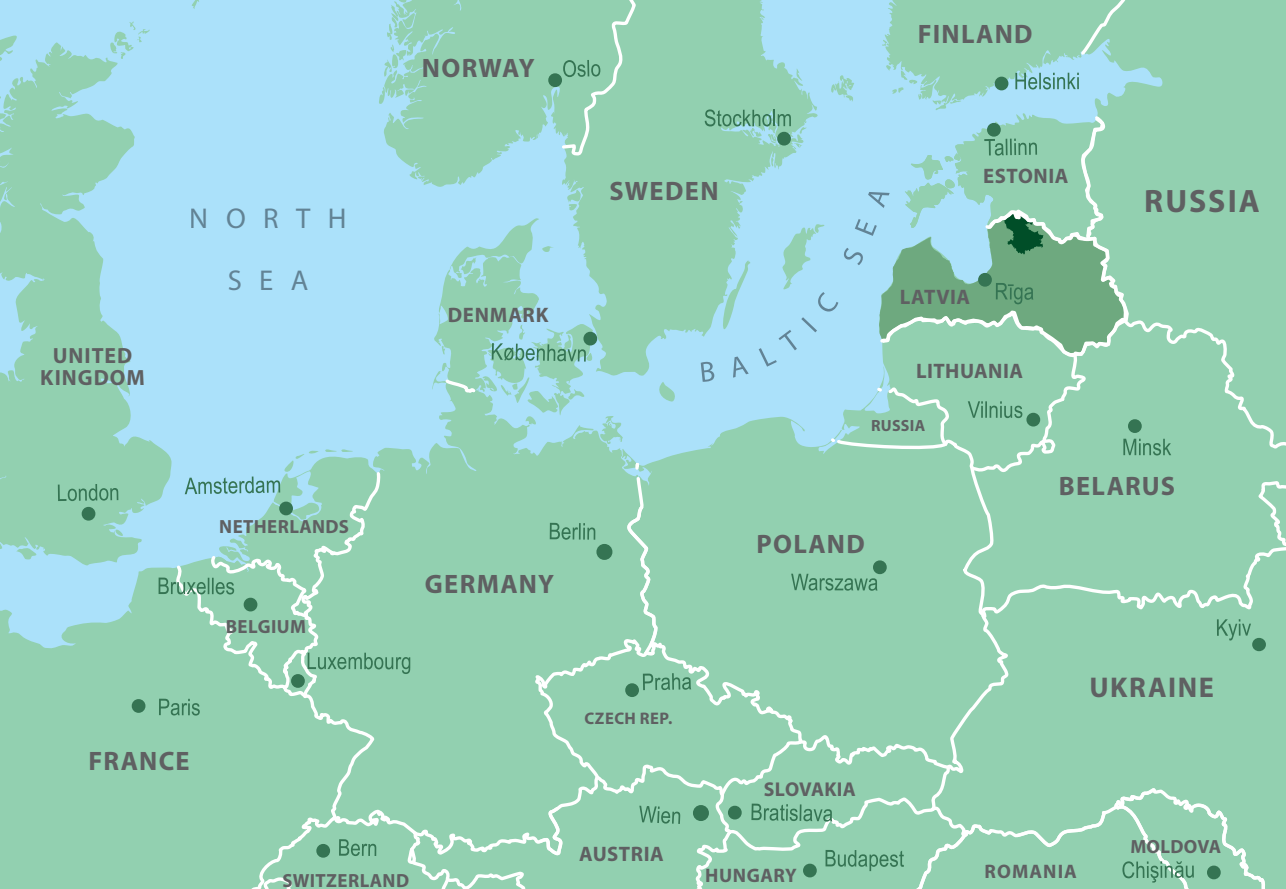 FINLAND
NORWAY
Oslo
Helsinki
Stockholm
Tallinn
ESTONIA
SWEDEN
RUSSIA
NORTH
SEA
BALTIC SEA
LATVIA
Rīga
DENMARK
København
UNITED
KINGDOM
LITHUANIA
Vilnius
RUSSIA
Minsk
BELARUS
London
Amsterdam
NETHERLANDS
Berlin
POLAND
Warszawa
GERMANY
Bruxelles
BELGIUM
Kyiv
Luxembourg
Praha
UKRAINE
Paris
CZECH REP.
FRANCE
SLOVAKIA
Wien
Bratislava
Bern
AUSTRIA
Budapest
MOLDOVA
SWITZERLAND
HUNGARY
ROMANIA
Chişinău